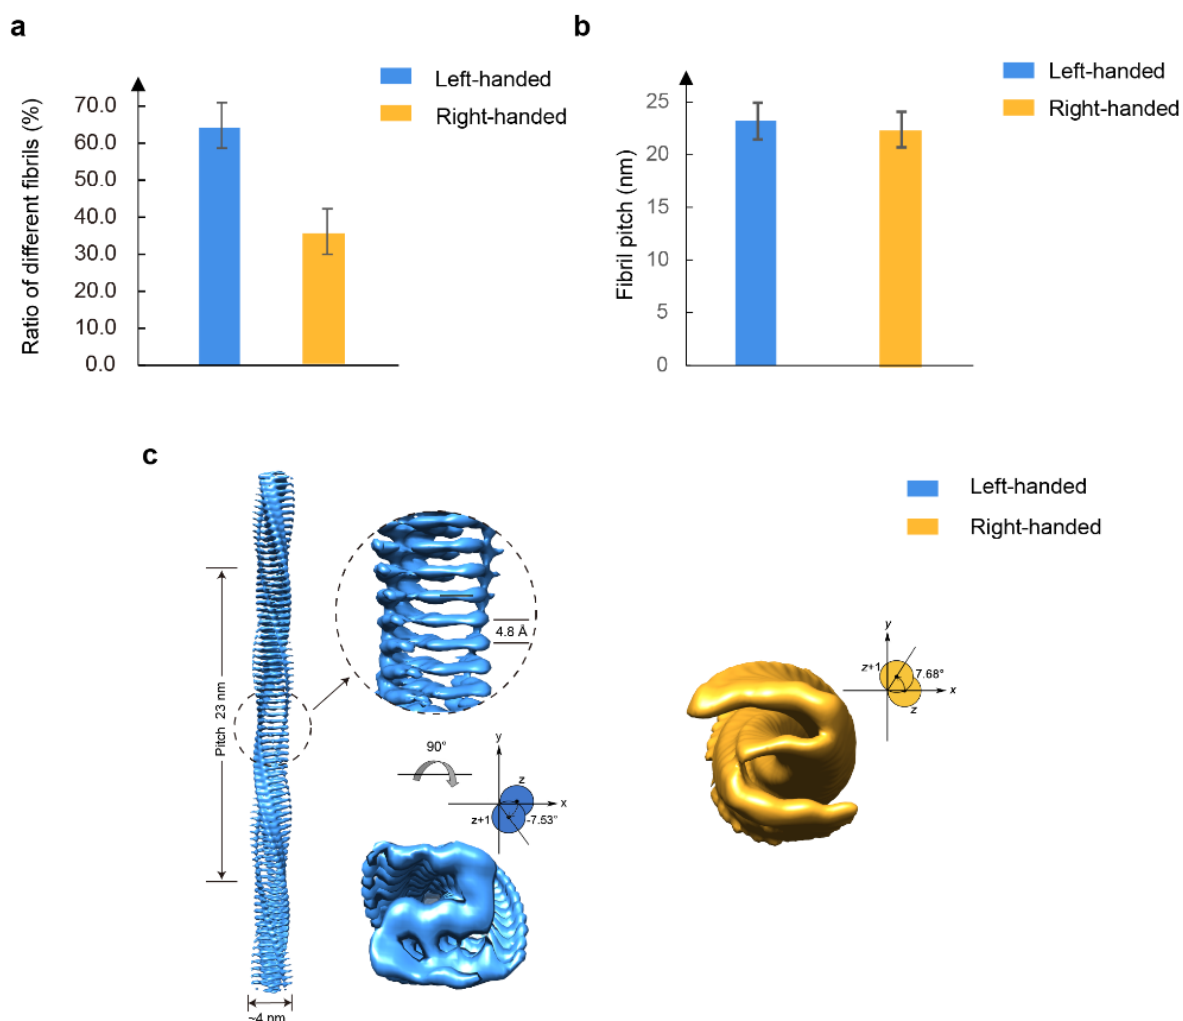 a
Ratio of different fibrils (%)
70.0
60.0
50.0
40.0
30.0
20.0
10.0
0.0
Left-handed
Right-handed
b
Fibril pitch (nm)
25
20
15
10
5
0
Left-handed
Right-handed
c
Pitch 23 nm
~4 nm
4.8 Å
90°
y
x
z
z+1
-7.53°
Left-handed
Right-handed
y
x
z+1
7.68°
z